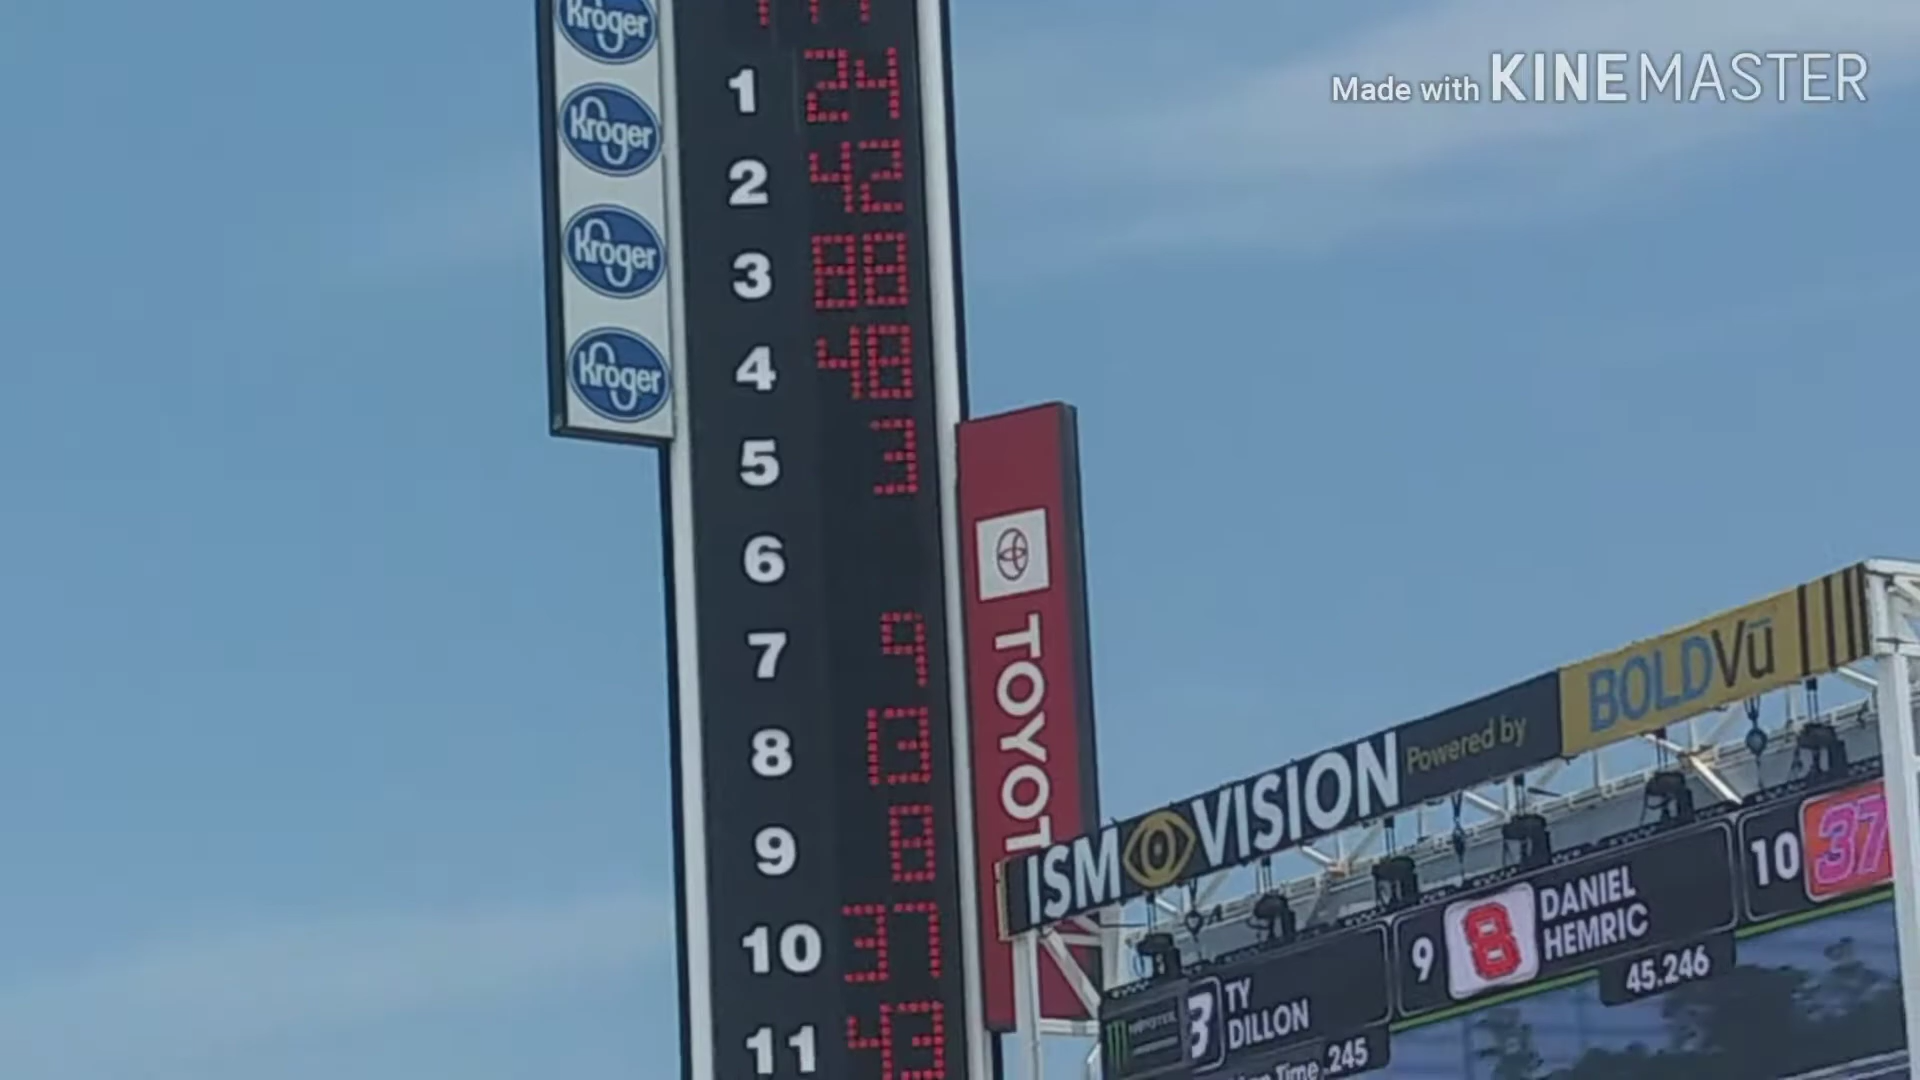 Kroger
Made with KINEMASTER
1 24
Kroger
2 42
Kroger
3 88
Kroger
4 48
5 3
6
7 9
8 13
9 8
10 37
11 43
TOYOT
ISM VISION Powered by BOLDVū
3 TY DILLON
.245
9 8 DANIEL HEMRIC
45.246
10 37